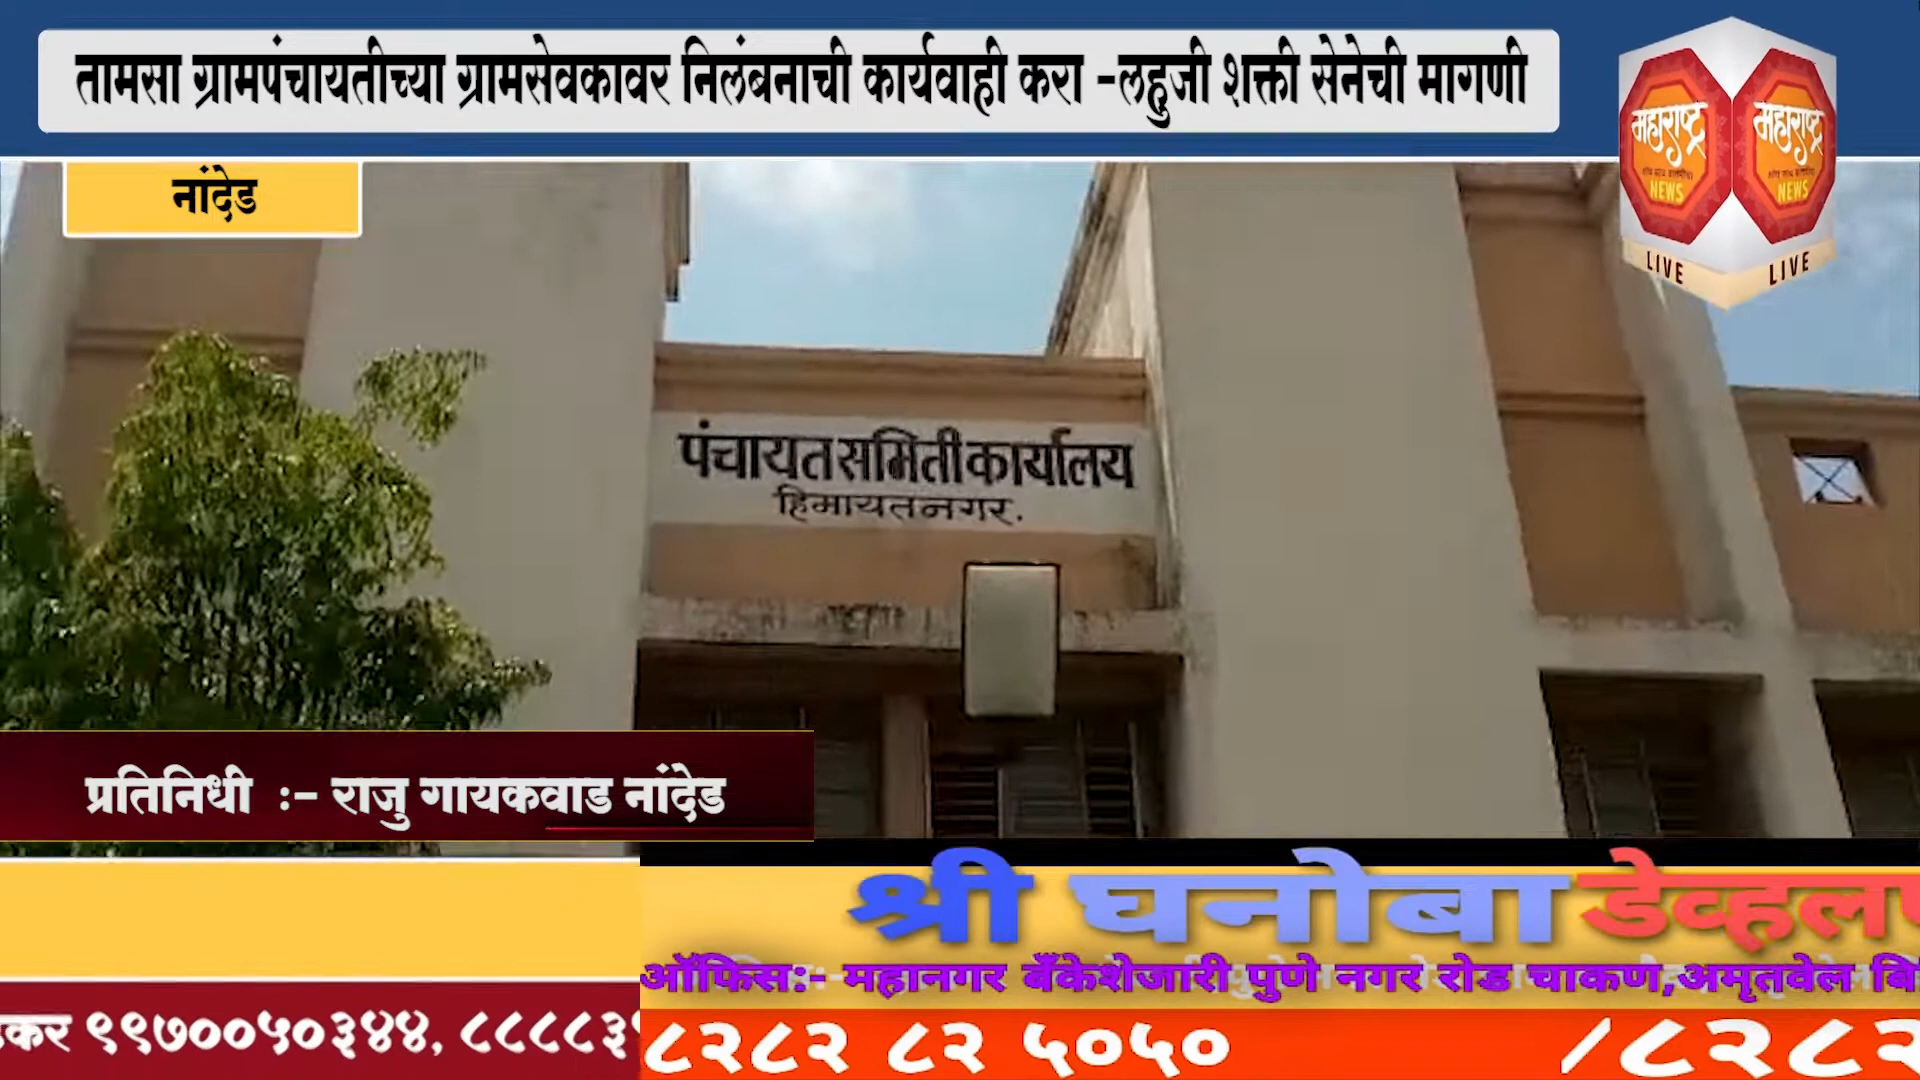 तामसा ग्रामपंचायतीच्या ग्रामसेवकावर निलंबनाची कार्यवाही करा -लहुजी शक्ती सेनेची मागणी
महाराष्ट्र
NEWS
LIVE
महाराष्ट्र
NEWS
LIVE
नांदेड
पंचायत समिती कार्यालय
हिमायतनगर.
प्रतिनिधी :- राजु गायकवाड नांदेड
श्री घनोबा डेव्हलप
ऑफिस:- महानगर बँकेशेजारी पुणे नगर रोड चाकण,अमृतवेल बि
कर ९९७००५०३४४, ८८८८३
८२८२ ८२ ५०५०
/८२८२